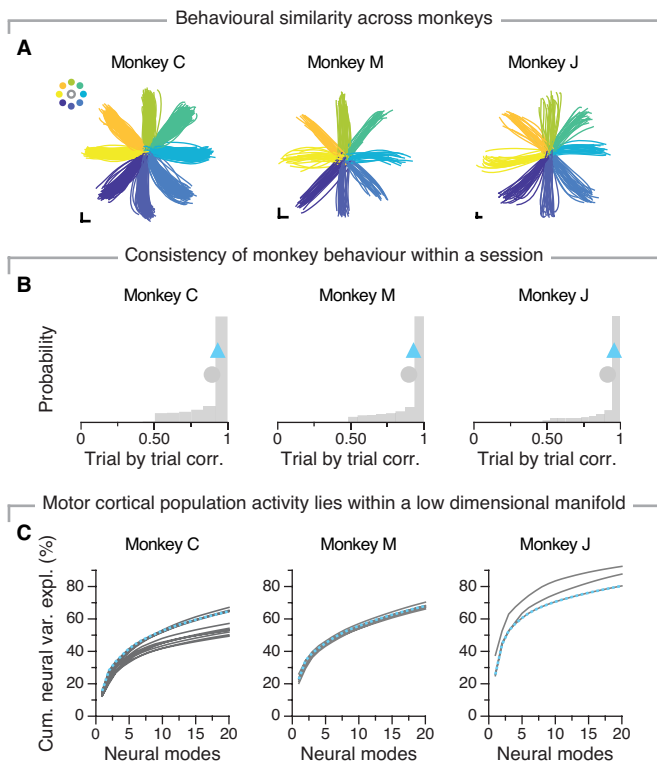 Behavioural similarity across monkeys
A
Monkey C
Monkey M
Monkey J
Consistency of monkey behaviour within a session
B
Monkey C
Monkey M
Monkey J
Probability
0 0.50 1
0 0.50 1
0 0.50 1
Trial by trial corr.
Trial by trial corr.
Trial by trial corr.
Motor cortical population activity lies within a low dimensional manifold
C
Monkey C
Monkey M
Monkey J
Cum. neural var. expl. (%)
80
60
40
20
0
80
60
40
20
0
80
60
40
20
0
0 5 10 15 20
0 5 10 15 20
0 5 10 15 20
Neural modes
Neural modes
Neural modes